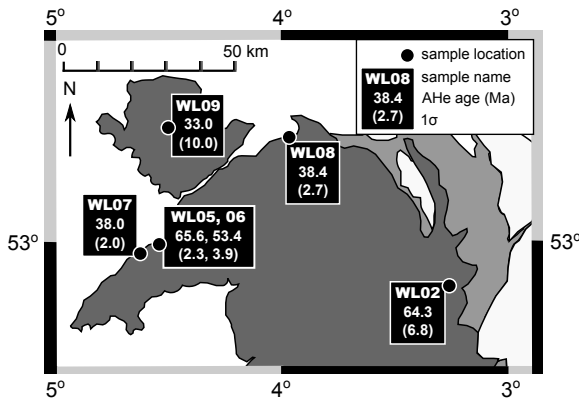 5° 4° 3°
0 50 km
N
sample location
WL08 sample name
38.4 AHe age (Ma)
(2.7) 1σ
WL09
33.0
(10.0)
WL08
38.4
(2.7)
WL07
38.0
(2.0)
WL05, 06
65.6, 53.4
(2.3, 3.9)
53° 53°
WL02
64.3
(6.8)
5° 4° 3°